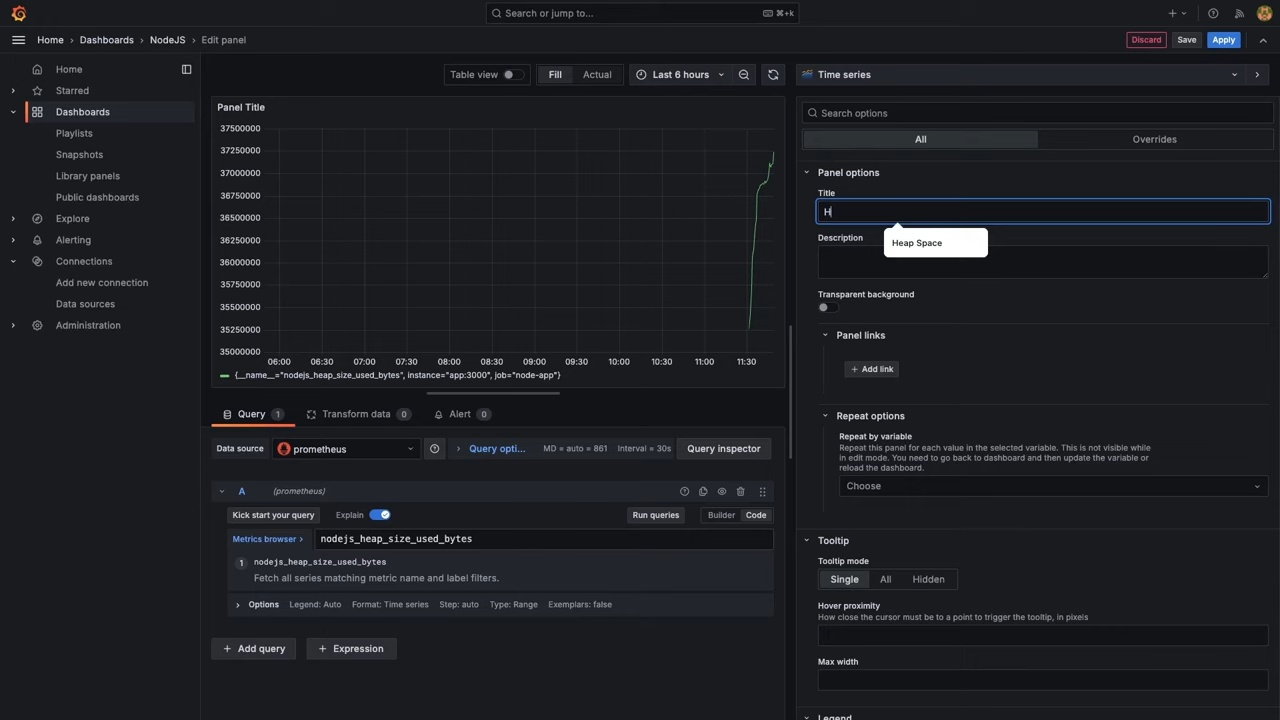 Search or jump to...
⌘+k
Home
Dashboards
NodeJS
Edit panel
Discard
Save
Apply
Home
Starred
Dashboards
Playlists
Snapshots
Library panels
Public dashboards
Explore
Alerting
Connections
Add new connection
Data sources
Administration
Table view
Fill
Actual
Last 6 hours
Panel Title
37500000
37250000
37000000
36750000
36500000
36250000
36000000
35750000
35500000
35250000
35000000
06:00 06:30 07:00 07:30 08:00 08:30 09:00 09:30 10:00 10:30 11:00 11:30
{__name__="nodejs_heap_size_used_bytes", instance="app:3000", job="node-app"}
Query 1
Transform data 0
Alert 0
Data source
prometheus
Query opti...
MD = auto = 861
Interval = 30s
Query inspector
A
(prometheus)
Kick start your query
Explain
Run queries
Builder
Code
Metrics browser >
nodejs_heap_size_used_bytes
1
nodejs_heap_size_used_bytes
Fetch all series matching metric name and label filters.
Options
Legend: Auto
Format: Time series
Step: auto
Type: Range
Exemplars: false
+ Add query
+ Expression
Time series
Search options
All
Overrides
Panel options
Title
H
Heap Space
Description
Transparent background
Panel links
+ Add link
Repeat options
Repeat by variable
Repeat this panel for each value in the selected variable. This is not visible while
in edit mode. You need to go back to dashboard and then update the variable or
reload the dashboard.
Choose
Tooltip
Tooltip mode
Single
All
Hidden
Hover proximity
How close the cursor must be to a point to trigger the tooltip, in pixels
Max width
Legend